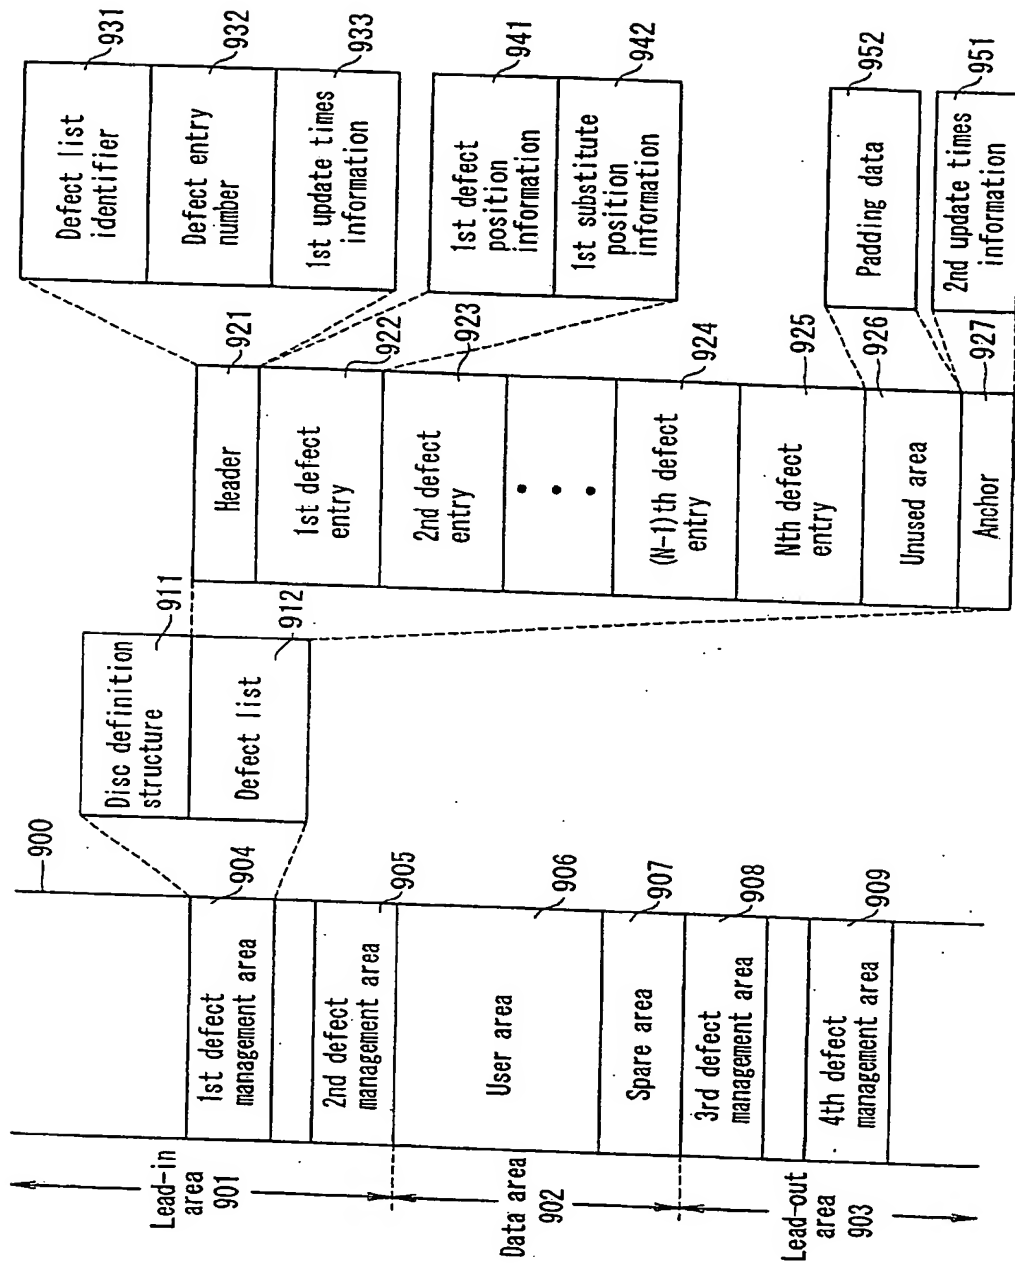 900
Lead-in
area
901
1st defect
management area
904
2nd defect
management area
905
Data area
902
User area
906
Spare area
907
Lead-out
area
903
3rd defect
management area
908
4th defect
management area
909
Disc definition
structure
911
Defect list
912
Header
921
1st defect
entry
922
2nd defect
entry
923
(N-1)th defect
entry
924
Nth defect
entry
925
Unused area
926
Anchor
927
Defect list
identifier
931
Defect entry
number
932
1st update times
information
933
1st defect
position
information
941
1st substitute
position
information
942
Padding data
952
2nd update times
information
951